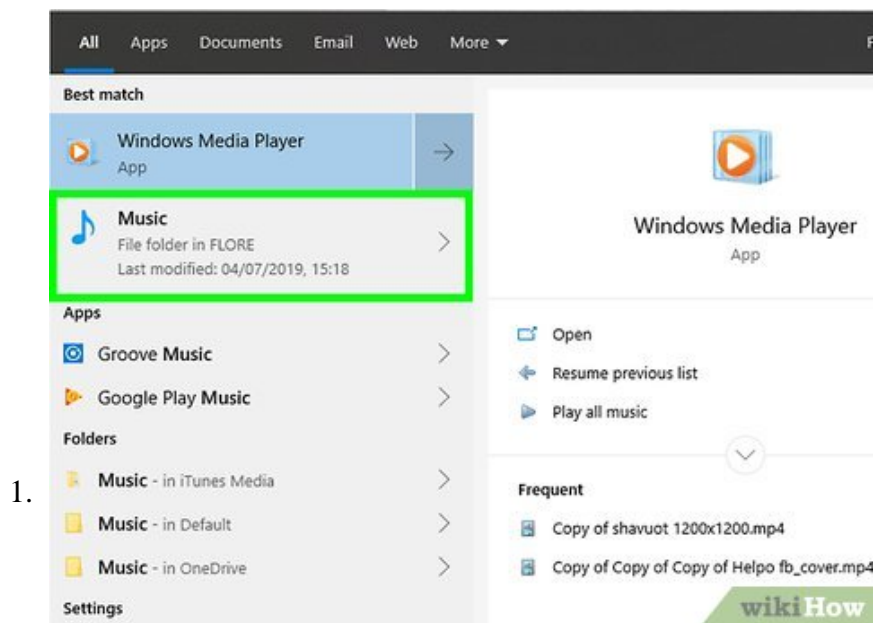 All Apps Documents Email Web More
Best match
Windows Media Player
App
Music
File folder in FLORE
Last modified: 04/07/2019, 15:18
Apps
Groove Music
Google Play Music
Folders
1.
Music - in iTunes Media
Music - in Default
Music - in OneDrive
Settings
Windows Media Player
App
Open
Resume previous list
Play all music
Frequent
Copy of shavuot 1200x1200.mp4
Copy of Copy of Copy of Helpo fb_cover.mp4
wikiHow